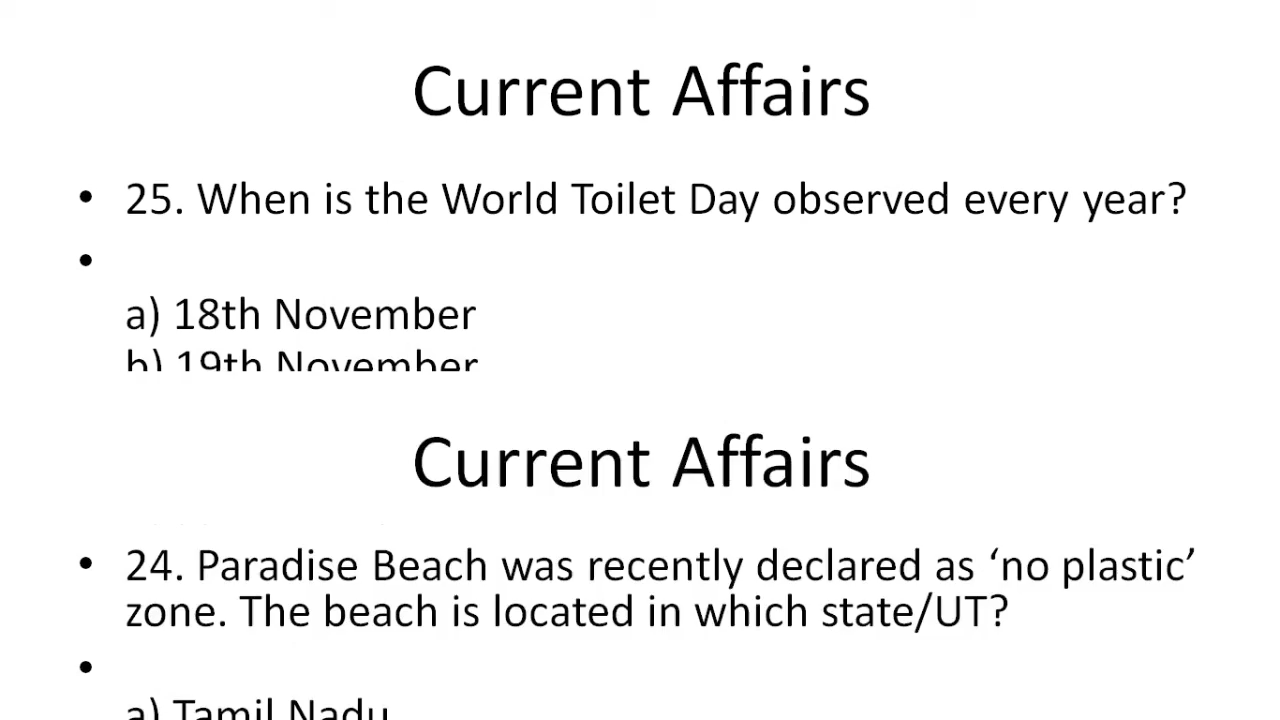 Current Affairs
• 25. When is the World Toilet Day observed every year?
•
a) 18th November
b) 19th November
Current Affairs
• 24. Paradise Beach was recently declared as ‘no plastic’
zone. The beach is located in which state/UT?
•
a) Tamil Nadu